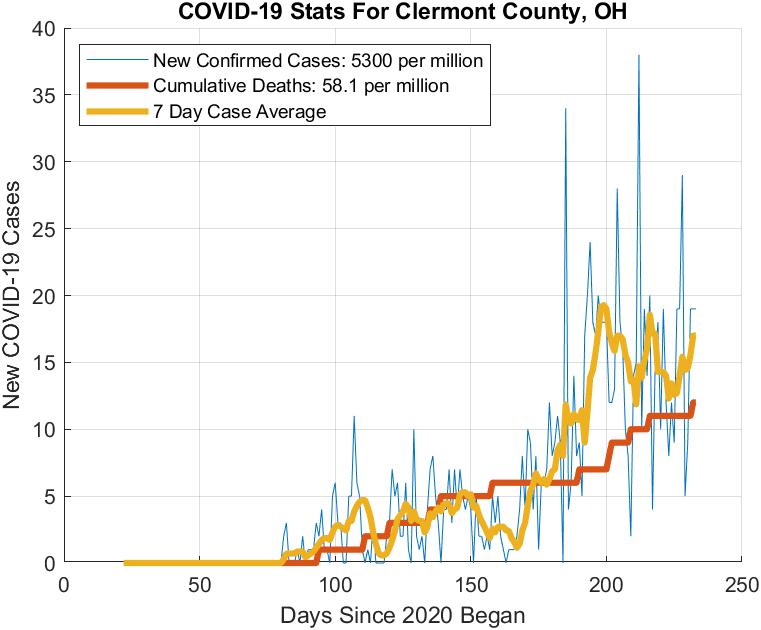 COVID-19 Stats For Clermont County, OH
New Confirmed Cases: 5300 per million
Cumulative Deaths: 58.1 per million
7 Day Case Average
New COVID-19 Cases
40
35
30
25
20
15
10
5
0
0 50 100 150 200 250
Days Since 2020 Began